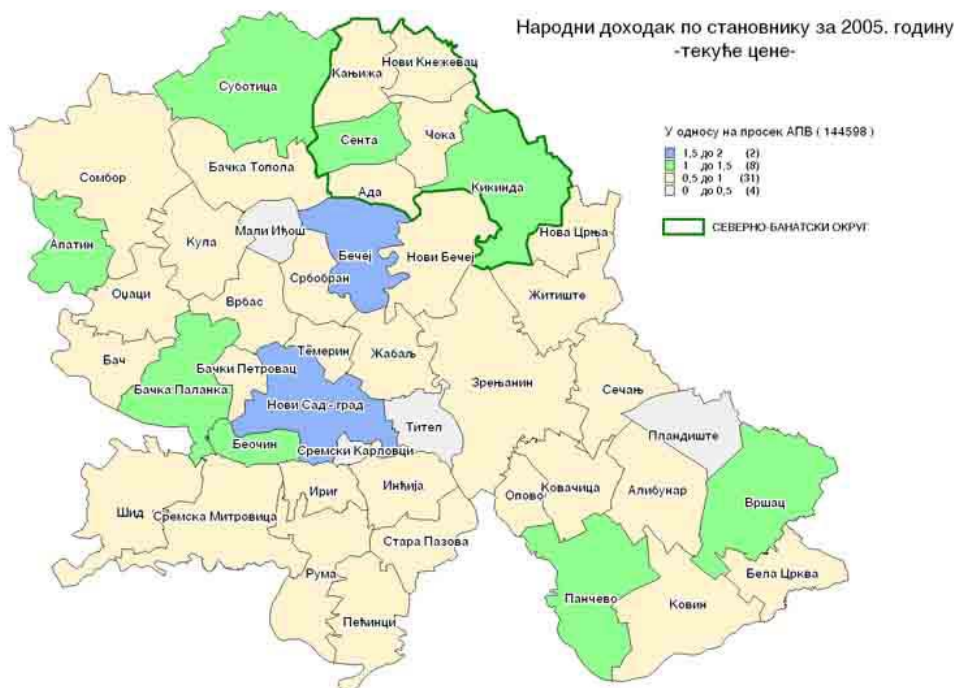 Народни доходак по становнику за 2005. годину
-текуће цене-
У односу на просек АПВ ( 144598 )
1,5 до 2 (2)
1 до 1,5 (8)
0,5 до 1 (31)
0 до 0,5 (4)
СЕВЕРНО-БАНАТСКИ ОКРУГ
Суботица
Кањижа
Нови Кнежевац
Сента
Чока
Сомбор
Бачка Топола
Ада
Кикинда
Апатин
Кула
Мали Иђош
Бечеј
Нови Бечеј
Нова Црња
Оџаци
Врбас
Србобран
Житиште
Бач
Бачка Паланка
Бачки Петровац
Темерин
Жабаљ
Зрењанин
Сечањ
Нови Сад - град
Беочин
Сремски Карловци
Тител
Пландиште
Шид
Сремска Митровица
Ириг
Инђија
Опово
Ковачица
Алибунар
Вршац
Стара Пазова
Рума
Пећинци
Панчево
Ковин
Бела Црква